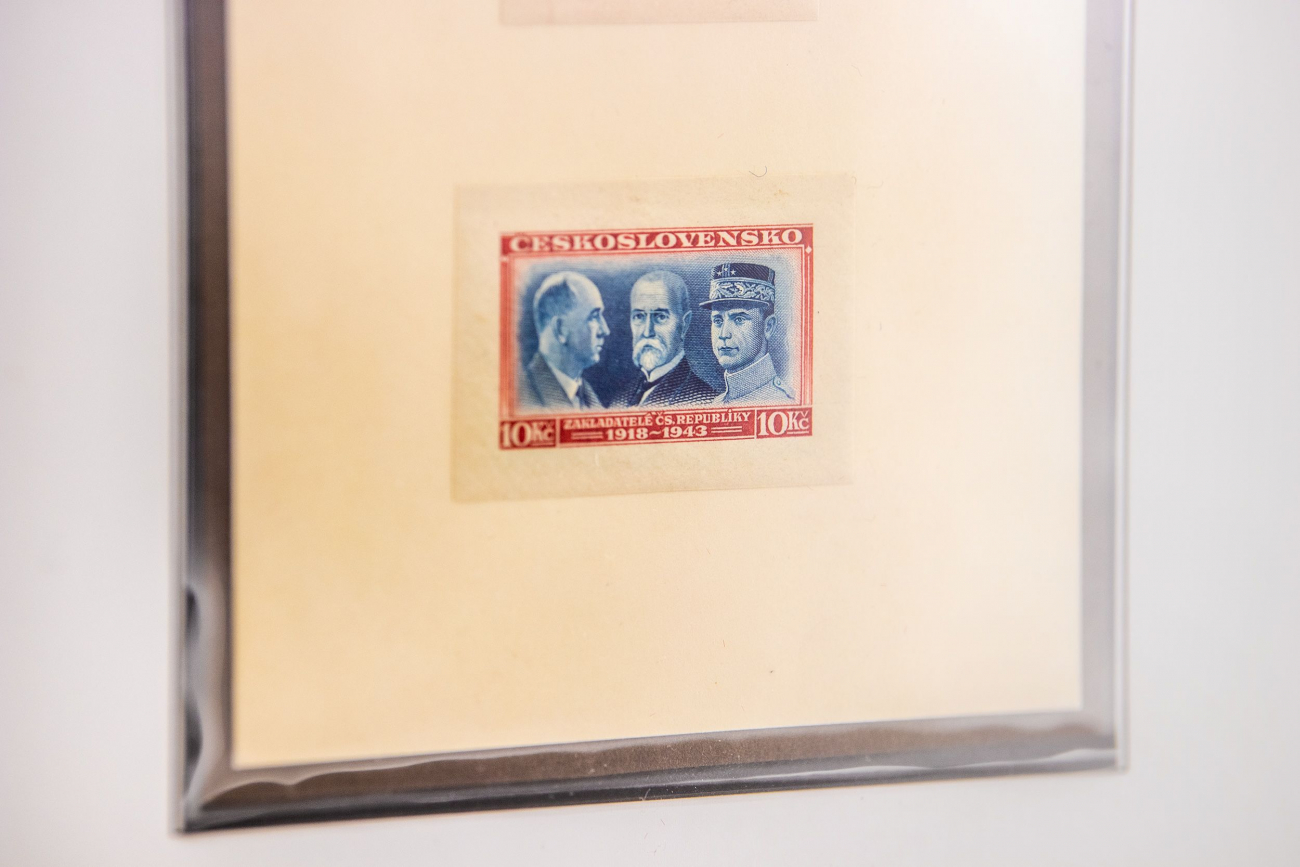 ČESKOSLOVENSKO
10Kč ZAKLADATELÉ ČS. REPUBLIKY 10Kč
1918~1943